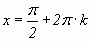 x = π/2 + 2π · k